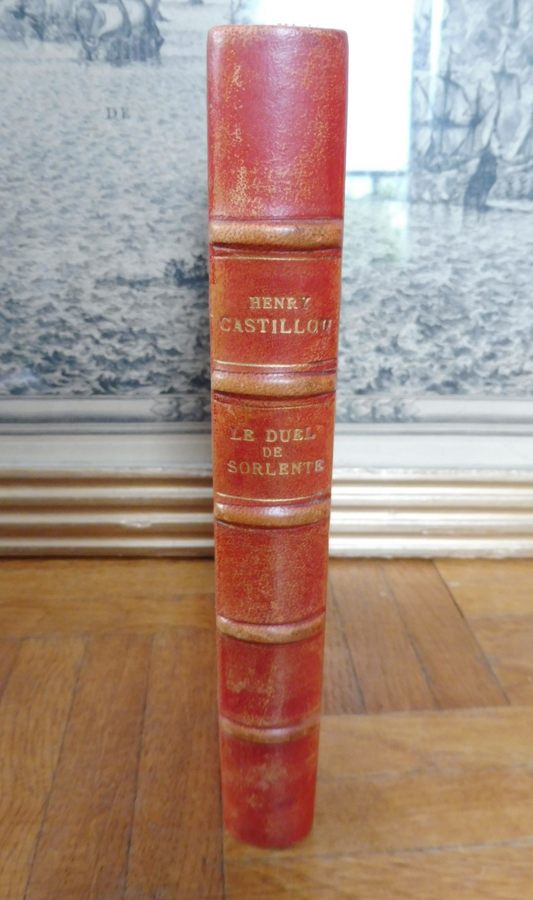 DE
HENRY
CASTILLOU
LE DUEL
DE
SORLENTE